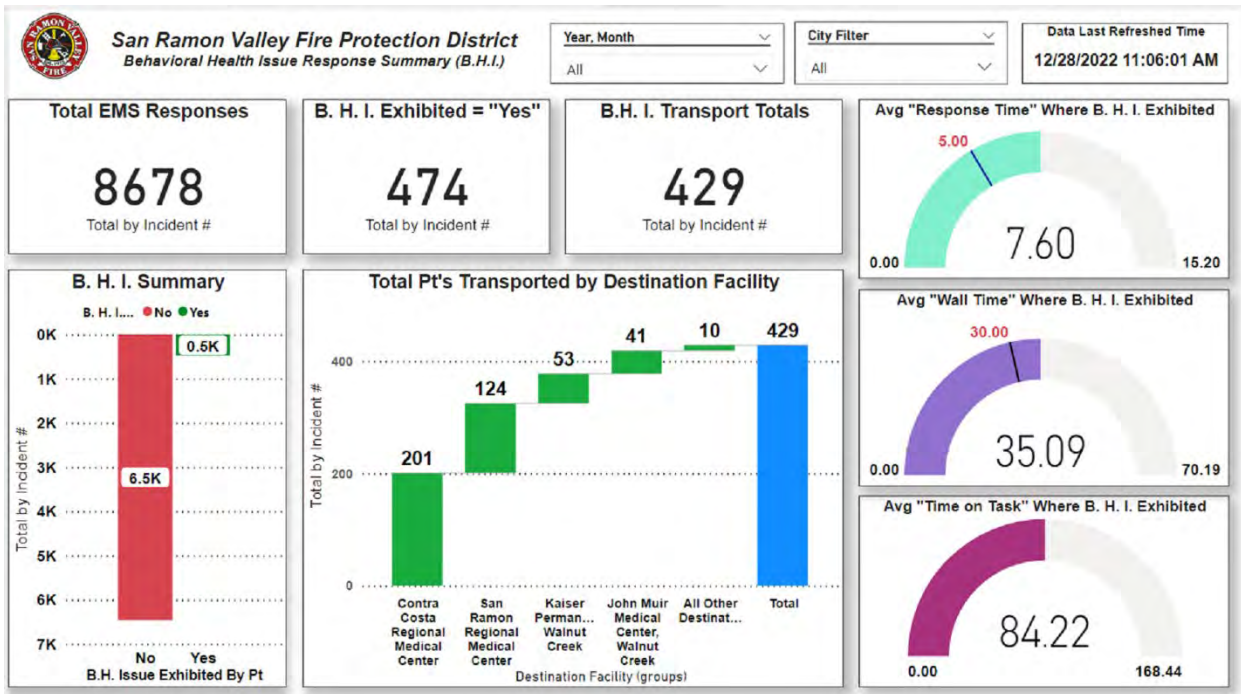 San Ramon Valley Fire Protection District
Behavioral Health Issue Response Summary (B.H.I.)
Year, Month
All
City Filter
All
Data Last Refreshed Time
12/28/2022 11:06:01 AM
Total EMS Responses
8678
Total by Incident #
B. H. I. Exhibited = "Yes"
474
Total by Incident #
B.H. I. Transport Totals
429
Total by Incident #
Avg "Response Time" Where B. H. I. Exhibited
5.00
7.60
0.00
15.20
B. H. I. Summary
B. H. I.... No Yes
0K
1K
2K
3K
4K
5K
6K
7K
0.5K
6.5K
Total by Incident #
No Yes
B.H. Issue Exhibited By Pt
Total Pt's Transported by Destination Facility
400
200
0
Total by Incident #
201
124
53
41
10
429
Contra
Costa
Regional
Medical
Center
San
Ramon
Regional
Medical
Center
Kaiser
Perman...
Walnut
Creek
John Muir
Medical
Center,
Walnut
Creek
All Other
Destinat...
Total
Destination Facility (groups)
Avg "Wall Time" Where B. H. I. Exhibited
30.00
35.09
0.00
70.19
Avg "Time on Task" Where B. H. I. Exhibited
84.22
0.00
168.44